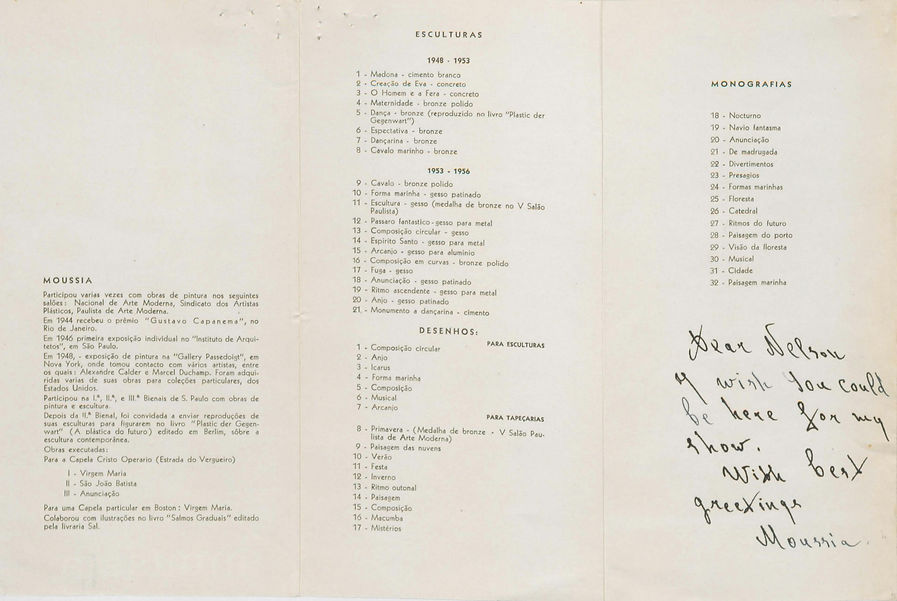 MOUSSIA
Participou varias vezes com obras de pintura nos seguintes
salões: Nacional de Arte Moderna, Sindicato dos Artistas
Plásticos, Paulista de Arte Moderna.
Em 1944 recebeu o prêmio "Gustavo Capanema", no
Rio de Janeiro.
Em 1946 primeira exposição individual no "Instituto de Arqui-
tetos", em São Paulo.
Em 1948, - exposição de pintura na "Gallery Passedoigt", em
Nova York, onde tomou contacto com vários artistas, entre
os quais: Alexandre Calder e Marcel Duchamp. Foram adqui-
ridas varias de suas obras para coleções particulares, dos
Estados Unidos.
Participou na I.ª, II.ª, e III.ª Bienais de S. Paulo com obras de
pintura e escultura.
Depois da II.ª Bienal, foi convidada a enviar reproduções de
suas esculturas para figurarem no livro "Plastic der Gegen-
wart" (A plástica do futuro) editado em Berlim, sôbre a
escultura contemporânea.
Obras executadas:
Para a Capela Cristo Operario (Estrada do Vergueiro)
I - Virgem Maria
II - São João Batista
III - Anunciação
Para uma Capela particular em Boston: Virgem Maria.
Colaborou com ilustrações no livro "Salmos Graduais" editado
pela livraria Sal.
ESCULTURAS
1948 - 1953
1 - Madona - cimento branco
2 - Creação de Eva - concreto
3 - O Homem e a Fera - concreto
4 - Maternidade - bronze polido
5 - Dança - bronze (reproduzido no livro "Plastic der
Gegenwart")
6 - Espectativa - bronze
7 - Dançarina - bronze
8 - Cavalo marinho - bronze
1953 - 1956
9 - Cavalo - bronze polido
10 - Forma marinha - gesso patinado
11 - Escultura - gesso (medalha de bronze no V Salão
Paulista)
12 - Passaro fantastico - gesso para metal
13 - Composição circular - gesso
14 - Espirito Santo - gesso para metal
15 - Arcanjo - gesso para aluminio
16 - Composição em curvas - bronze polido
17 - Fuga - gesso
18 - Anunciação - gesso patinado
19 - Ritmo ascendente - gesso para metal
20 - Anjo - gesso patinado
21 - Monumento a dançarina - cimento
DESENHOS:
PARA ESCULTURAS
1 - Composição circular
2 - Anjo
3 - Icarus
4 - Forma marinha
5 - Composição
6 - Musical
7 - Arcanjo
PARA TAPEÇARIAS
8 - Primavera - (Medalha de bronze - V Salão Pau-
lista de Arte Moderna)
9 - Paisagem das nuvens
10 - Verão
11 - Festa
12 - Inverno
13 - Ritmo outonal
14 - Paisagem
15 - Composição
16 - Macumba
17 - Mistérios
MONOGRAFIAS
18 - Nocturno
19 - Navio fantasma
20 - Anunciação
21 - De madrugada
22 - Divertimentos
23 - Presagios
24 - Formas marinhas
25 - Floresta
26 - Catedral
27 - Ritmos do futuro
28 - Paisagem do porto
29 - Visão da floresta
30 - Musical
31 - Cidade
32 - Paisagem marinha
Dear Nelson
I wish you could
be here for my
show.
With best
greetings
Moussia.